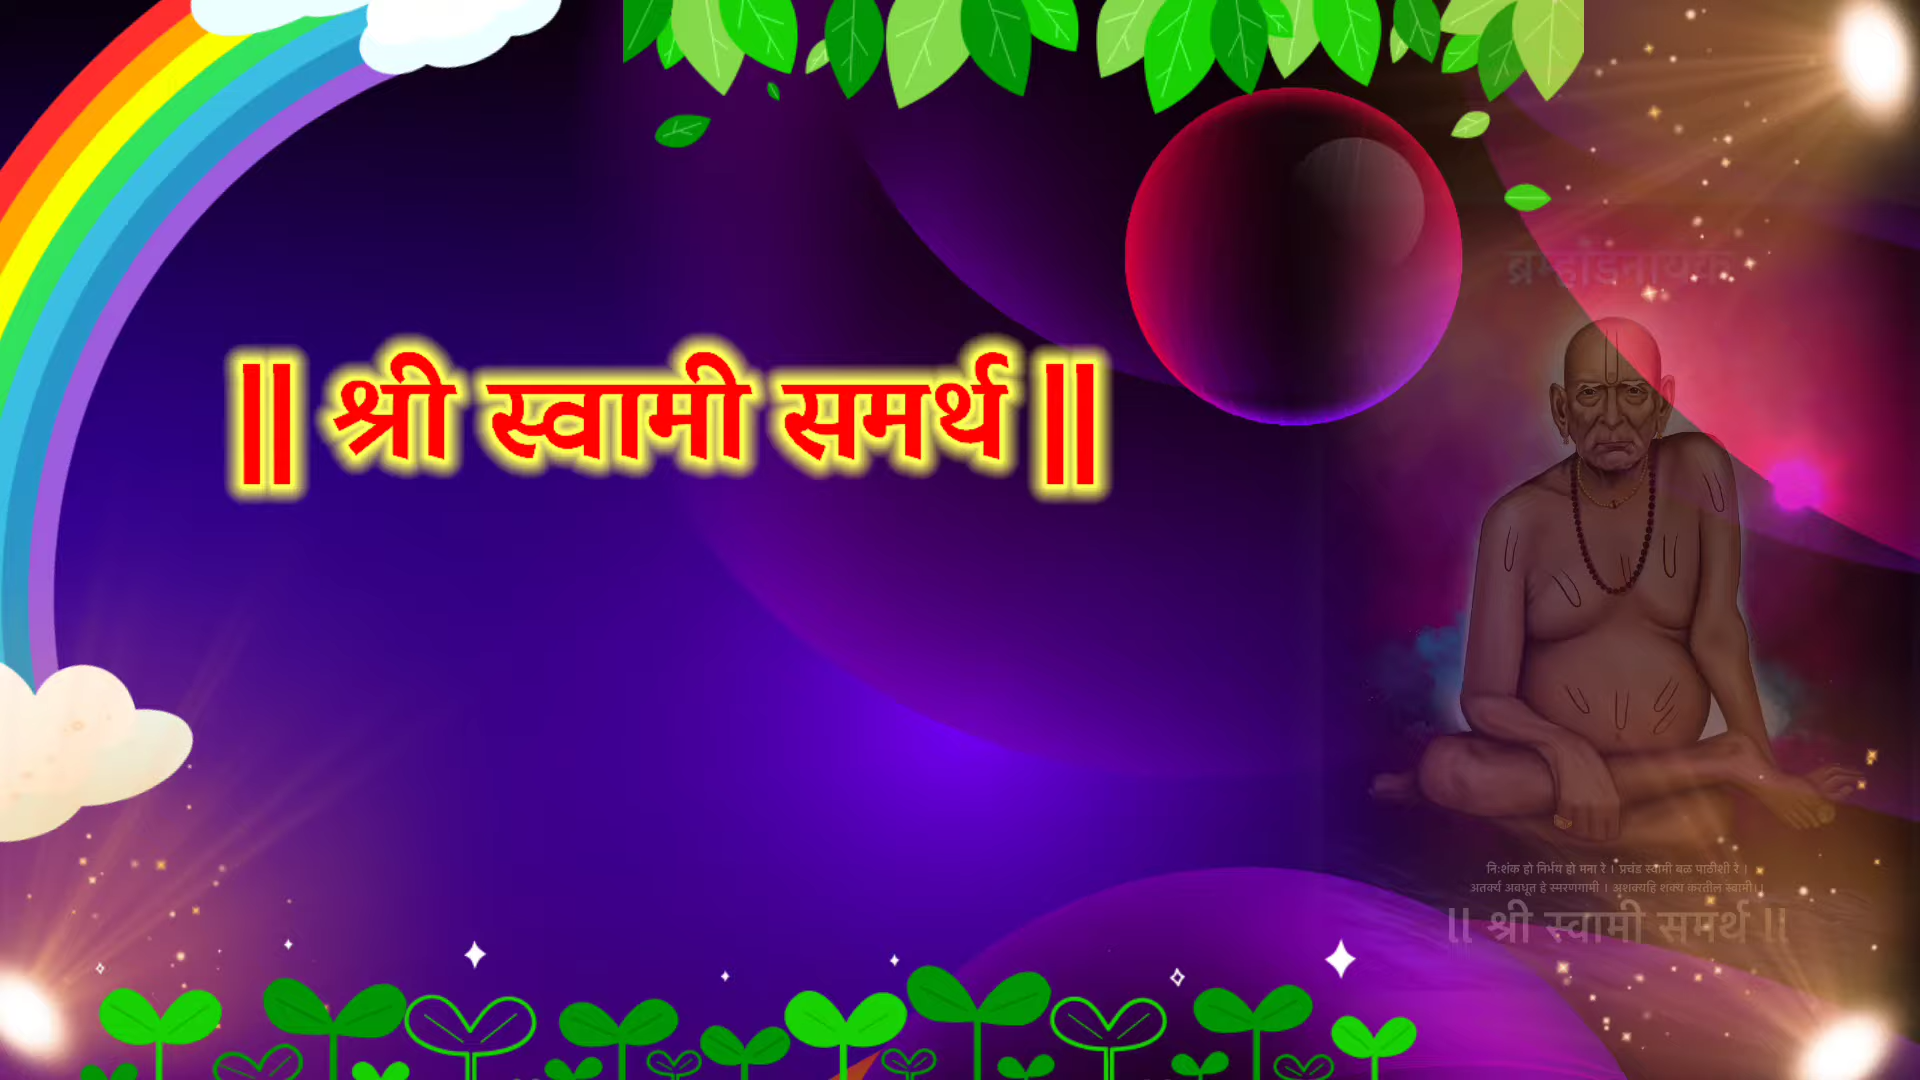 || श्री स्वामी समर्थ ||
ब्रम्हांडनायक
निःशंक हो निर्भय हो मना रे । प्रचंड स्वामी बळ पाठीशी रे ।
अतर्क्य अवधूत हे स्मरणगामी । अशक्यहि शक्य करतील स्वामी।।
|| श्री स्वामी समर्थ ||